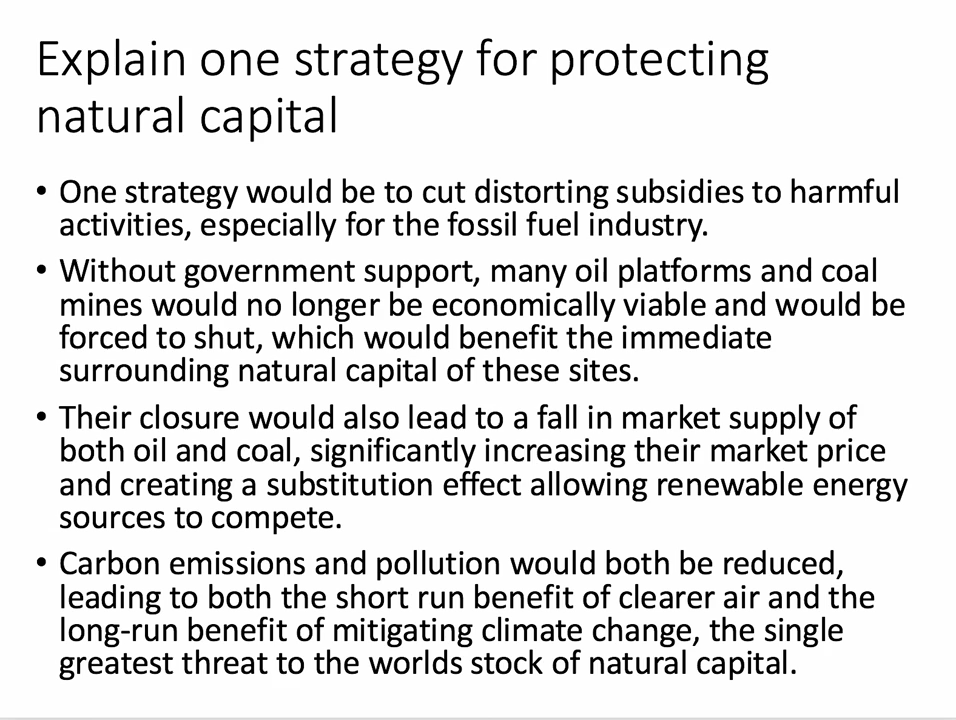 Explain one strategy for protecting
natural capital
• One strategy would be to cut distorting subsidies to harmful
activities, especially for the fossil fuel industry.
• Without government support, many oil platforms and coal
mines would no longer be economically viable and would be
forced to shut, which would benefit the immediate
surrounding natural capital of these sites.
• Their closure would also lead to a fall in market supply of
both oil and coal, significantly increasing their market price
and creating a substitution effect allowing renewable energy
sources to compete.
• Carbon emissions and pollution would both be reduced,
leading to both the short run benefit of clearer air and the
long-run benefit of mitigating climate change, the single
greatest threat to the worlds stock of natural capital.